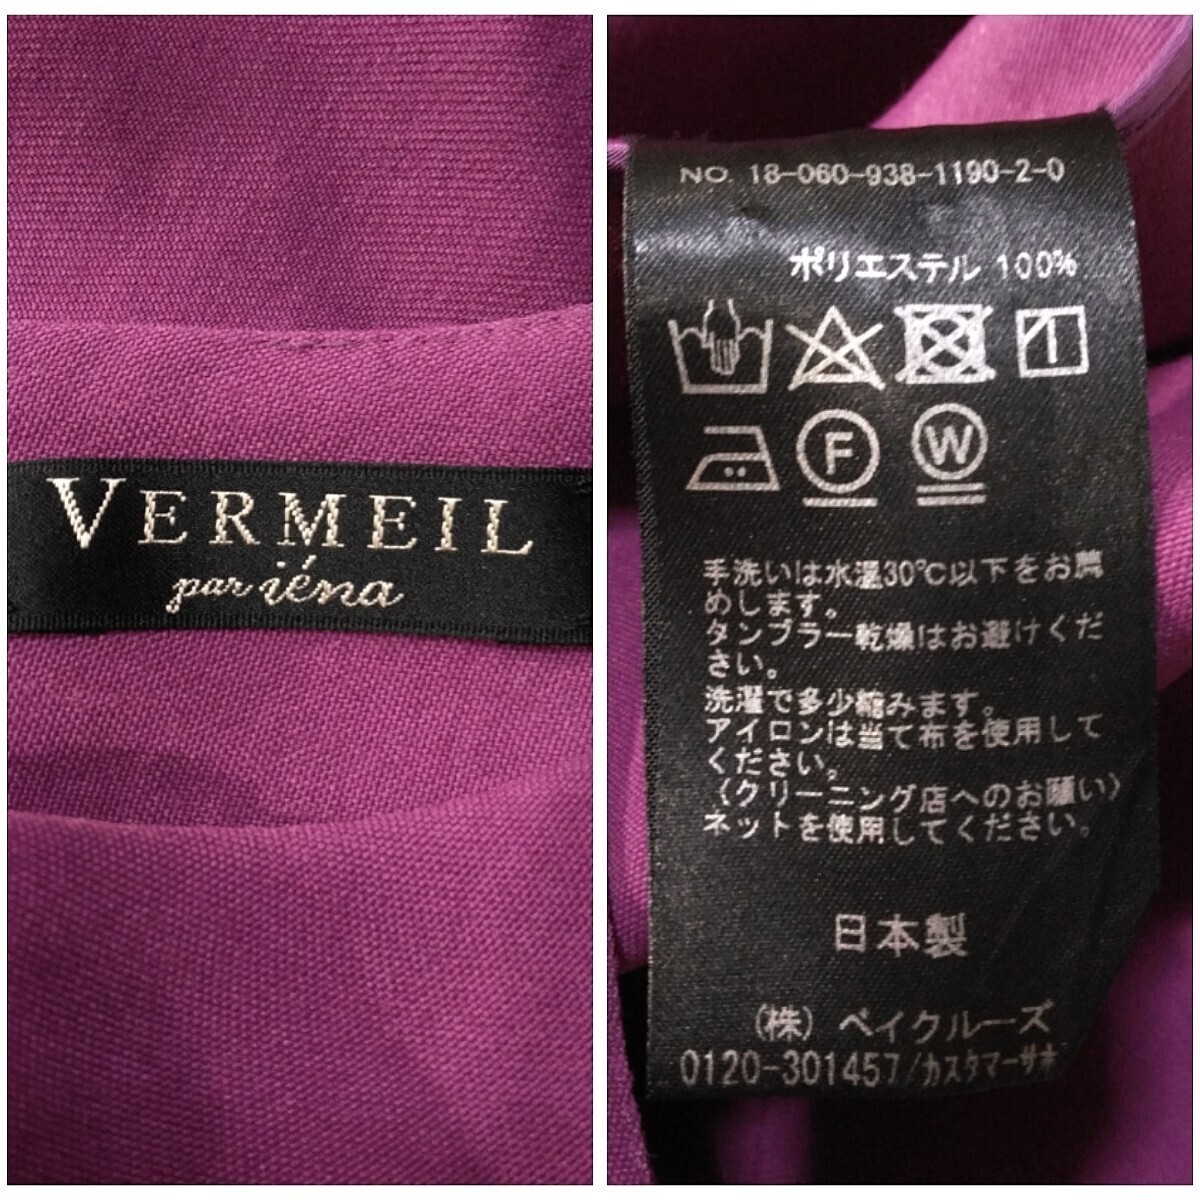 VERMEIL
par iéna
NO. 18-060-938-1190-2-0
ポリエステル 100%
F
W
手洗いは水温30℃以下をお薦
めします。
タンブラー乾燥はお避けくだ
さい。
洗濯で多少縮みます。
アイロンは当て布を使用して
ください。
〈クリーニング店へのお願い〉
ネットを使用してください。
日本製
(株) ベイクルーズ
0120-301457/カスタマーサポ